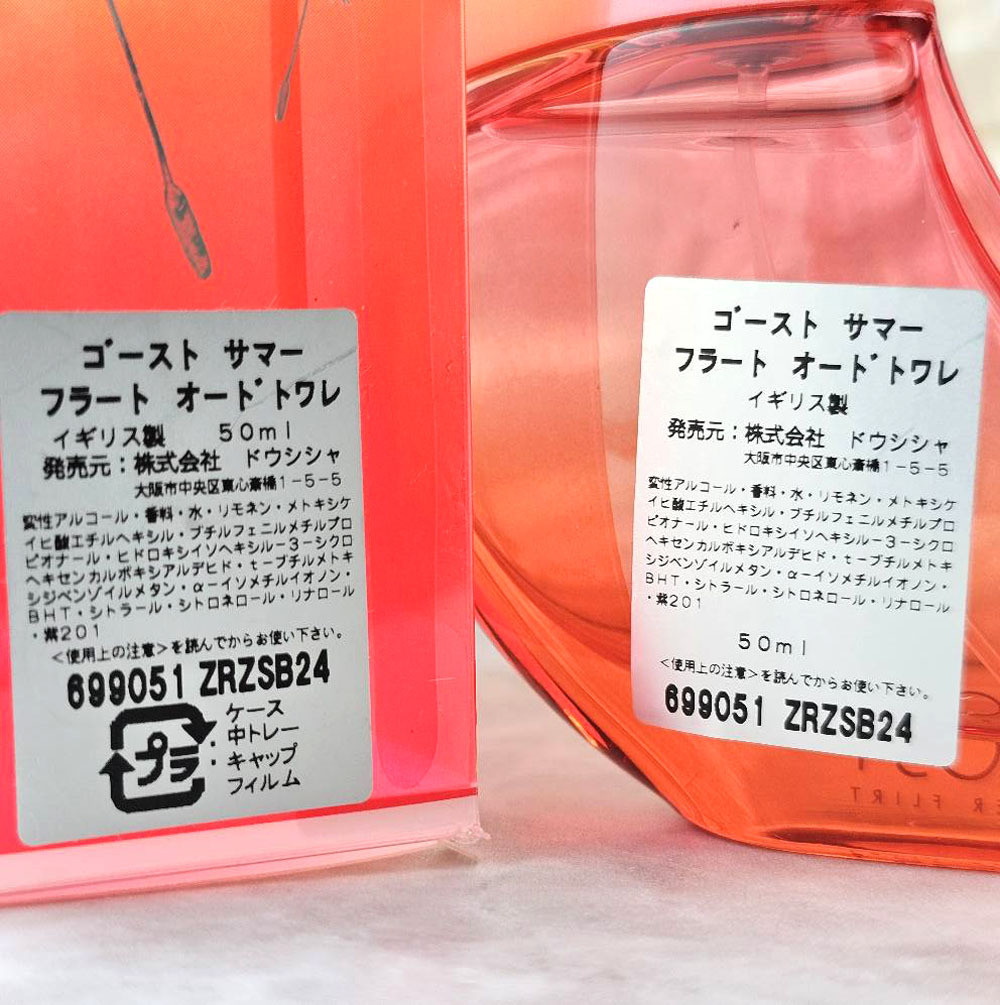 ゴースト サマー
フラート オードトワレ
イギリス製 50ml
発売元：株式会社 ドウシシャ
大阪市中央区東心斎橋1-5-5
変性アルコール・香料・水・リモネン・メトキシケ
イヒ酸エチルヘキシル・ブチルフェニルメチルプロ
ピオナール・ヒドロキシイソヘキシル-3-シクロ
ヘキセンカルボキシアルデヒド・t-ブチルメトキ
シジベンゾイルメタン・α-イソメチルイオノン・
BHT・シトラール・シトロネロール・リナロール
・紫201
<使用上の注意>を読んでからお使い下さい。
699051 ZRZSB24
プラ
ケース
・中トレー
・キャップ
フィルム
ゴースト サマー
フラート オードトワレ
イギリス製
発売元：株式会社 ドウシシャ
大阪市中央区東心斎橋1-5-5
変性アルコール・香料・水・リモネン・メトキシケ
イヒ酸エチルヘキシル・ブチルフェニルメチルプロ
ピオナール・ヒドロキシイソヘキシル-3-シクロ
ヘキセンカルボキシアルデヒド・t-ブチルメトキ
シジベンゾイルメタン・α-イソメチルイオノン・
BHT・シトラール・シトロネロール・リナロール
・紫201
50ml
<使用上の注意>を読んでからお使い下さい。
699051 ZRZSB24
FLIRT